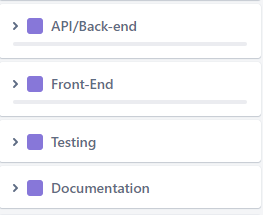 API/Back-end
Front-End
Testing
Documentation